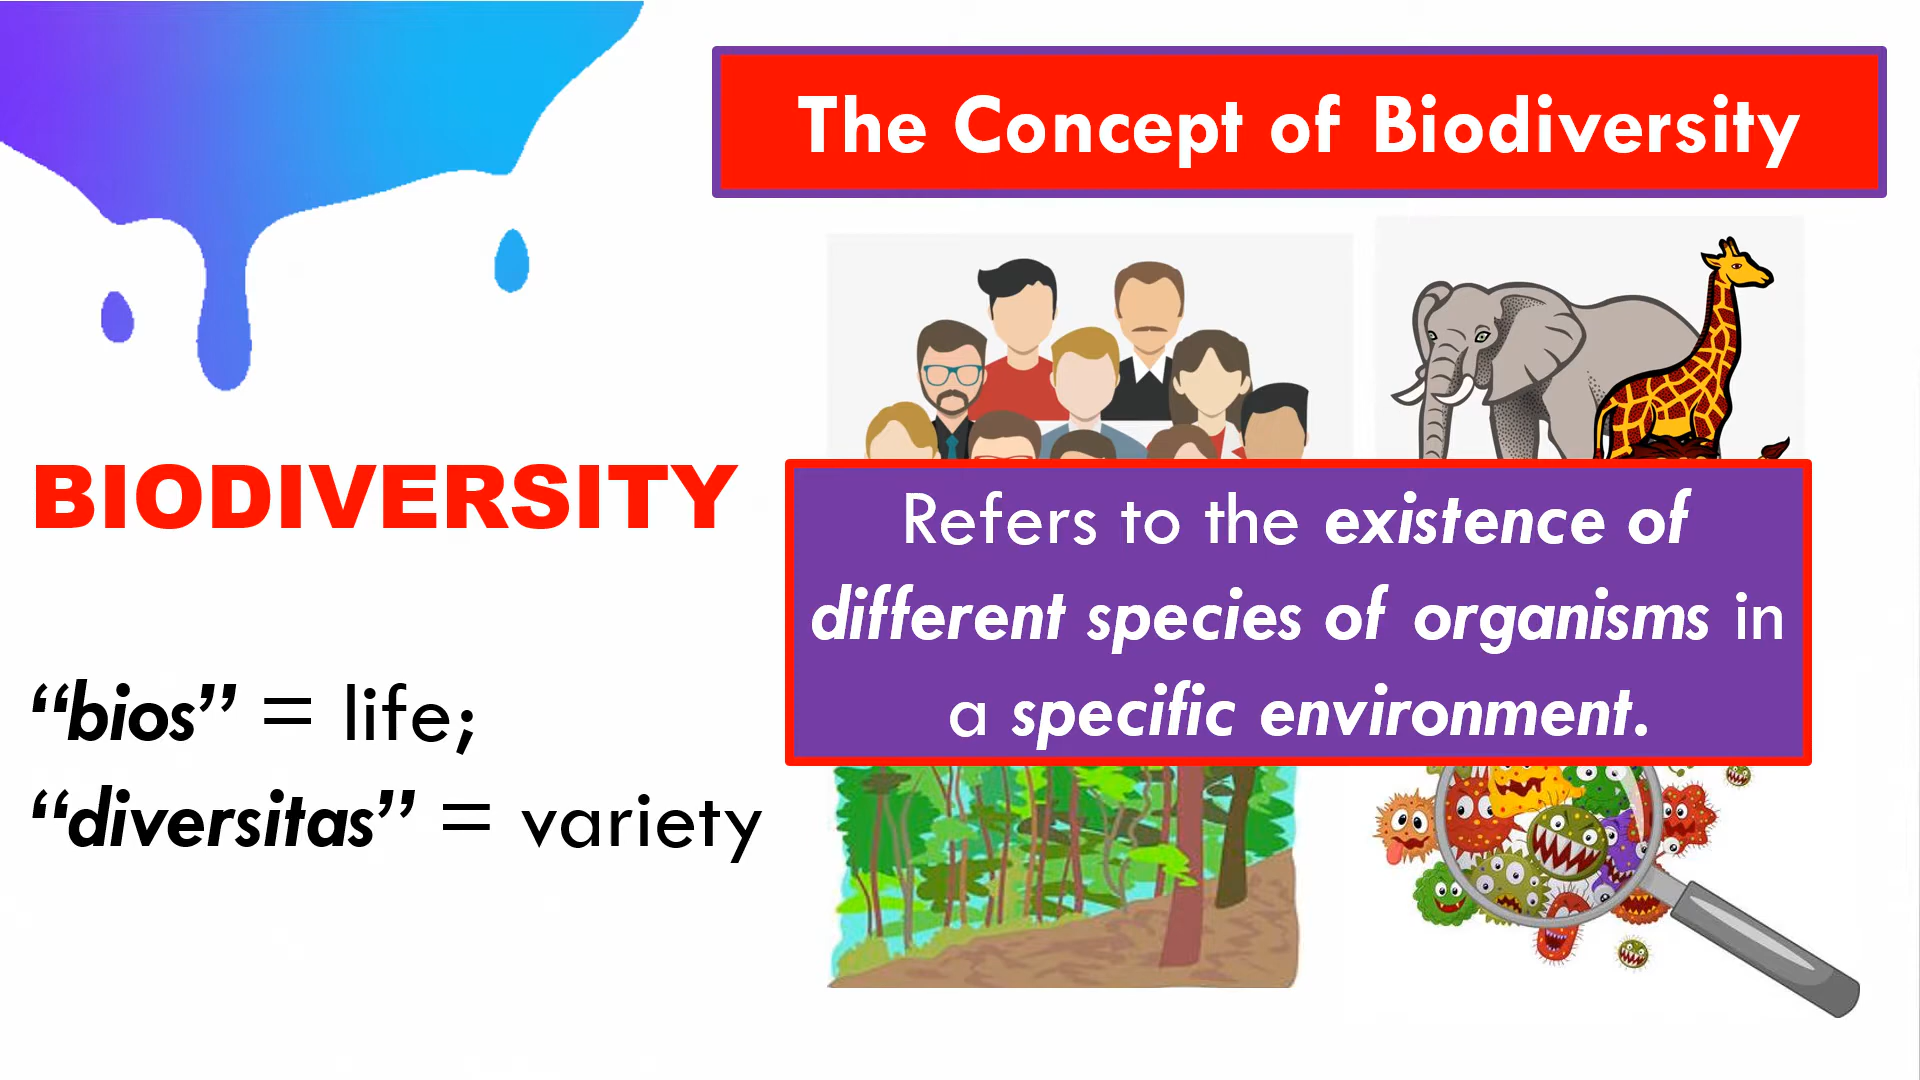 The Concept of Biodiversity
BIODIVERSITY
“bios” = life;
“diversitas” = variety
Refers to the existence of
different species of organisms in
a specific environment.